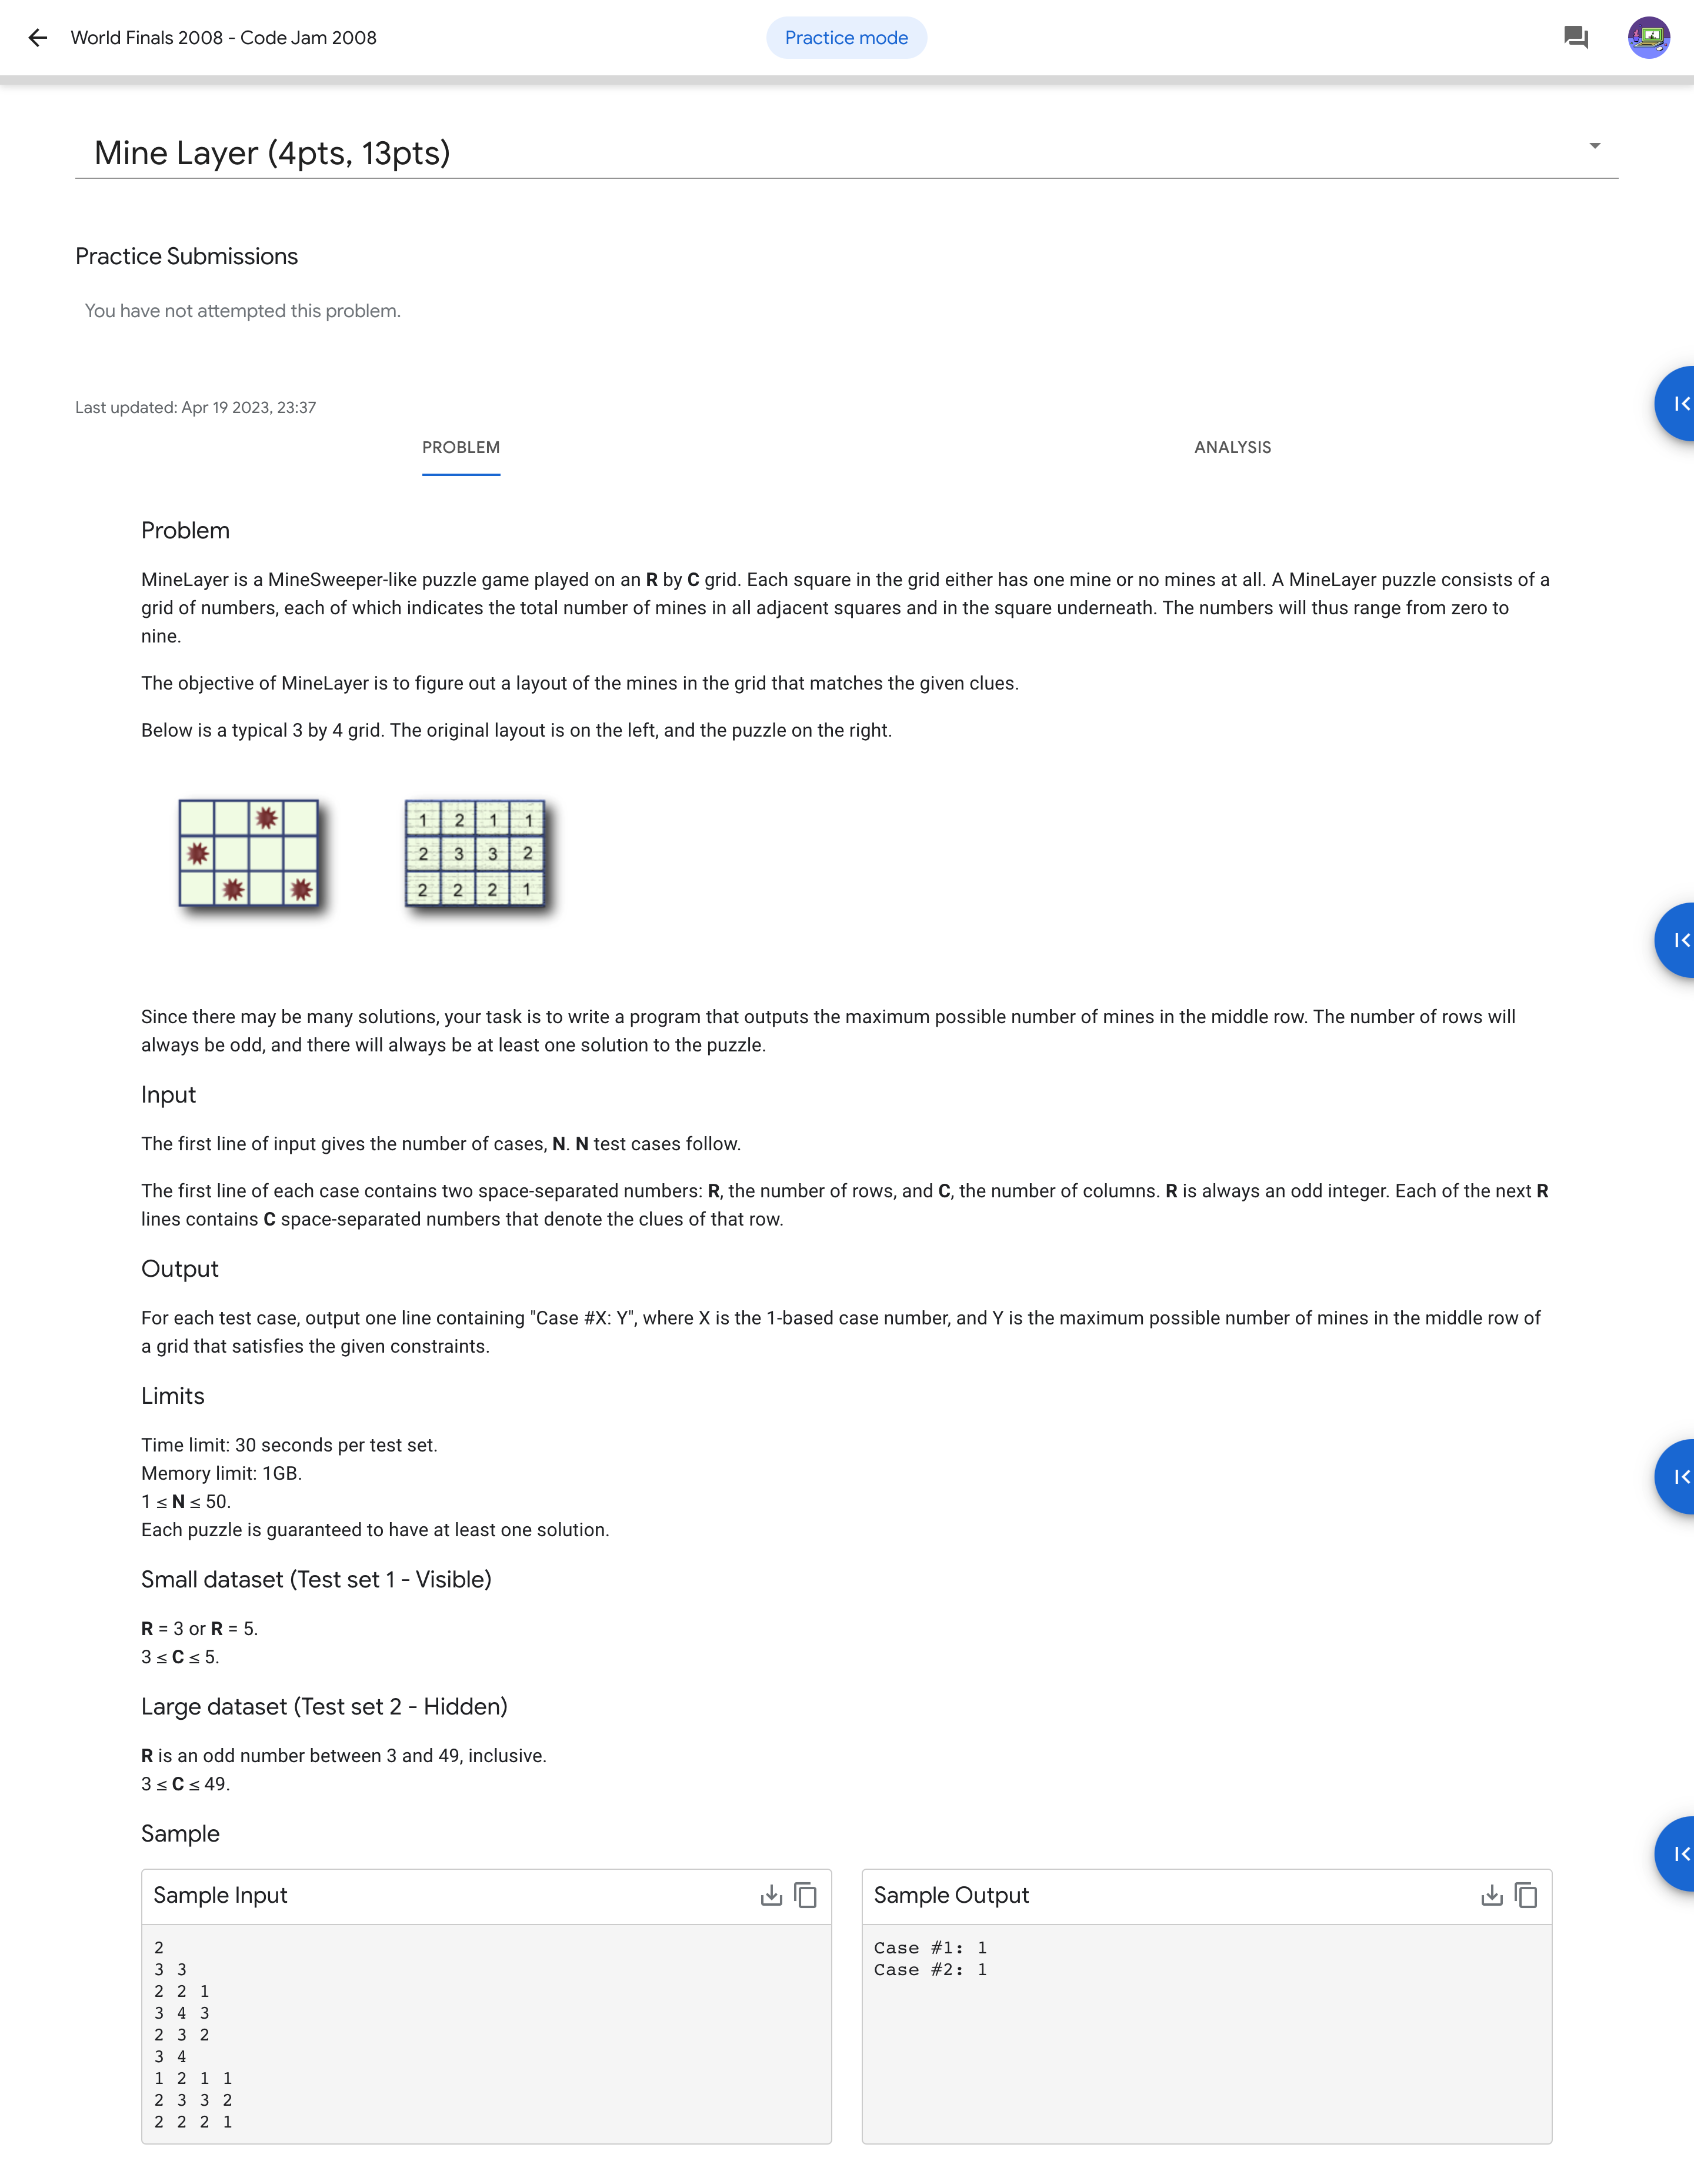 World Finals 2008 - Code Jam 2008
Practice mode
Mine Layer (4pts, 13pts)
Practice Submissions
You have not attempted this problem.
Last updated: Apr 19 2023, 23:37
PROBLEM
ANALYSIS
Problem
MineLayer is a MineSweeper-like puzzle game played on an R by C grid. Each square in the grid either has one mine or no mines at all. A MineLayer puzzle consists of a
grid of numbers, each of which indicates the total number of mines in all adjacent squares and in the square underneath. The numbers will thus range from zero to
nine.
The objective of MineLayer is to figure out a layout of the mines in the grid that matches the given clues.
Below is a typical 3 by 4 grid. The original layout is on the left, and the puzzle on the right.
1 2 1 1
2 3 3 2
2 2 2 1
Since there may be many solutions, your task is to write a program that outputs the maximum possible number of mines in the middle row. The number of rows will
always be odd, and there will always be at least one solution to the puzzle.
Input
The first line of input gives the number of cases, N. N test cases follow.
The first line of each case contains two space-separated numbers: R, the number of rows, and C, the number of columns. R is always an odd integer. Each of the next R
lines contains C space-separated numbers that denote the clues of that row.
Output
For each test case, output one line containing "Case #X: Y", where X is the 1-based case number, and Y is the maximum possible number of mines in the middle row of
a grid that satisfies the given constraints.
Limits
Time limit: 30 seconds per test set.
Memory limit: 1GB.
1 ≤ N ≤ 50.
Each puzzle is guaranteed to have at least one solution.
Small dataset (Test set 1 - Visible)
R = 3 or R = 5.
3 ≤ C ≤ 5.
Large dataset (Test set 2 - Hidden)
R is an odd number between 3 and 49, inclusive.
3 ≤ C ≤ 49.
Sample
Sample Input
2
3 3
2 2 1
3 4 3
2 3 2
3 4
1 2 1 1
2 3 3 2
2 2 2 1
Sample Output
Case #1: 1
Case #2: 1